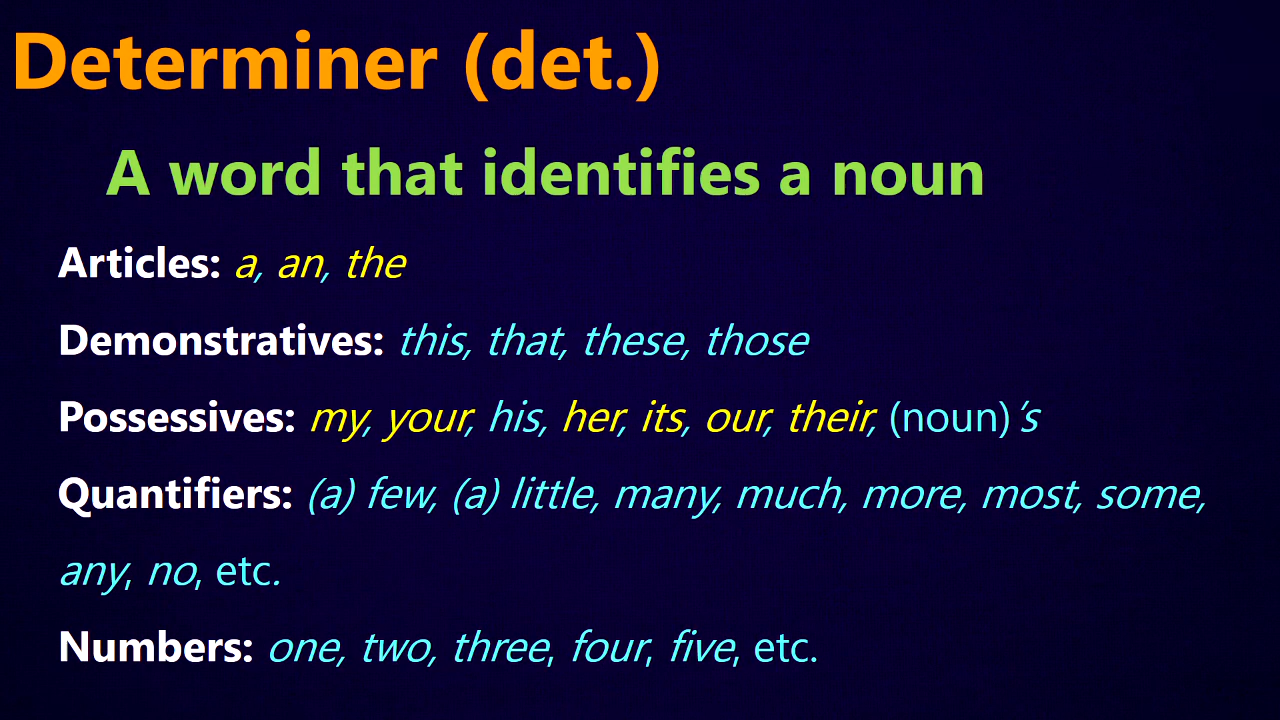 Determiner (det.)
A word that identifies a noun
Articles: a, an, the
Demonstratives: this, that, these, those
Possessives: my, your, his, her, its, our, their, (noun)’s
Quantifiers: (a) few, (a) little, many, much, more, most, some,
any, no, etc.
Numbers: one, two, three, four, five, etc.